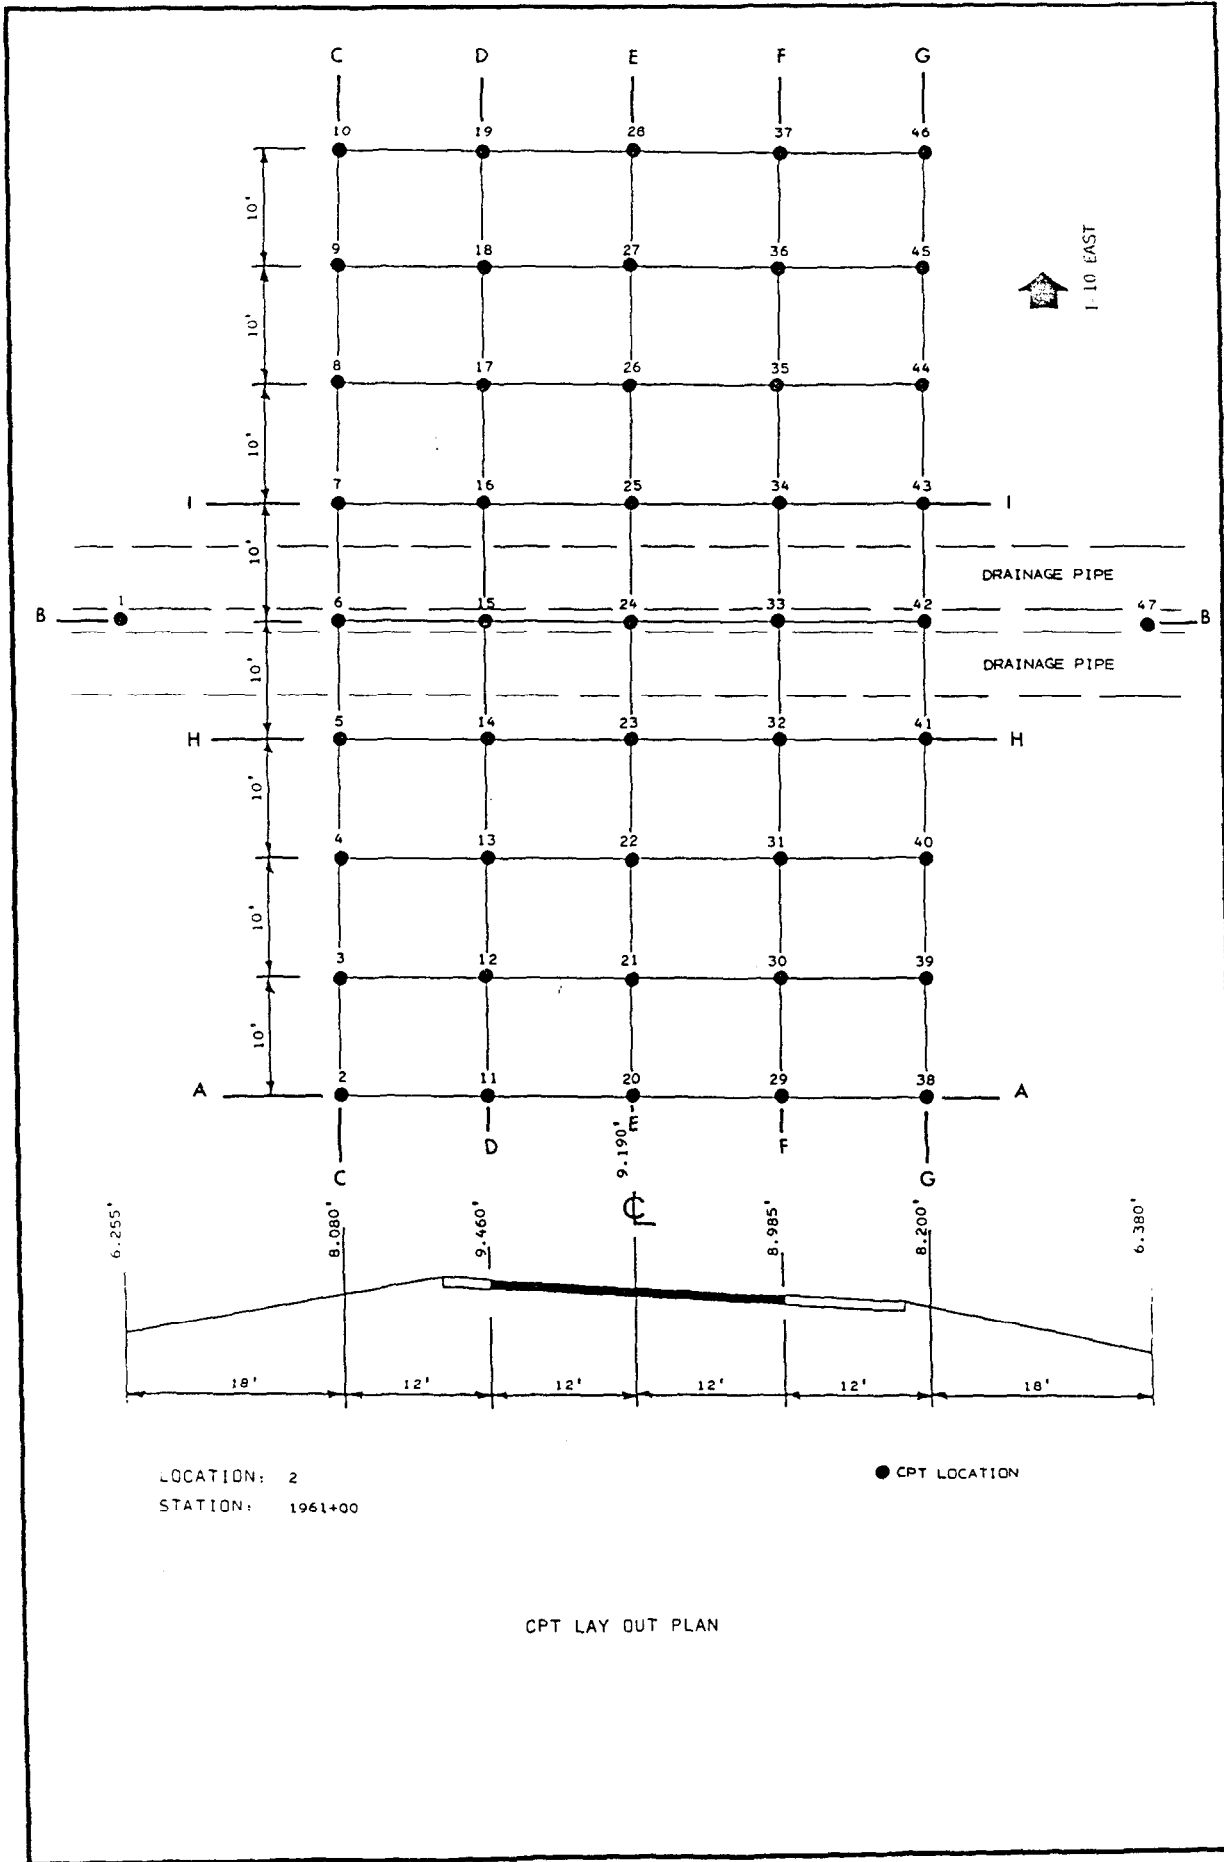 C D E F G
10 19 28 37 46
10'
9 18 27 36 45
I-10 EAST
10'
8 17 26 35 44
10'
I 7 16 25 34 43 I
10'
DRAINAGE PIPE
B 1 6 15 24 33 42 47 B
10'
DRAINAGE PIPE
H 5 14 23 32 41 H
10'
4 13 22 31 40
10'
3 12 21 30 39
10'
A 2 11 20 29 38 A
C D E F G
6.255' 8.080' 9.460' 9.190' 8.985' 8.200' 6.380'
CL
18' 12' 12' 12' 12' 18'
LOCATION: 2
STATION: 1961+00
CPT LOCATION
CPT LAY OUT PLAN